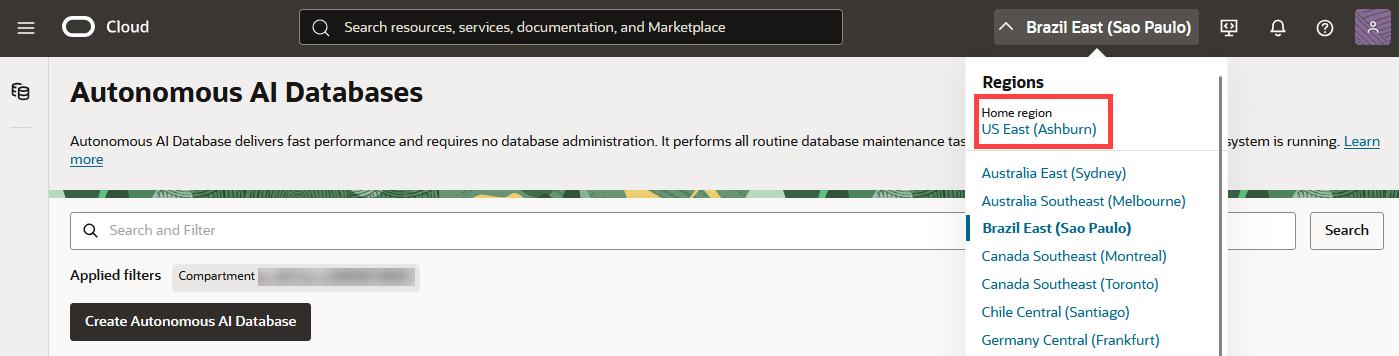 Cloud
Search resources, services, documentation, and Marketplace
Brazil East (Sao Paulo)
Autonomous AI Databases
Autonomous AI Database delivers fast performance and requires no database administration. It performs all routine database maintenance tas
ystem is running. Learn
more
Search and Filter
Search
Applied filters
Compartment
Create Autonomous AI Database
Regions
Home region
US East (Ashburn)
Australia East (Sydney)
Australia Southeast (Melbourne)
Brazil East (Sao Paulo)
Canada Southeast (Montreal)
Canada Southeast (Toronto)
Chile Central (Santiago)
Germany Central (Frankfurt)